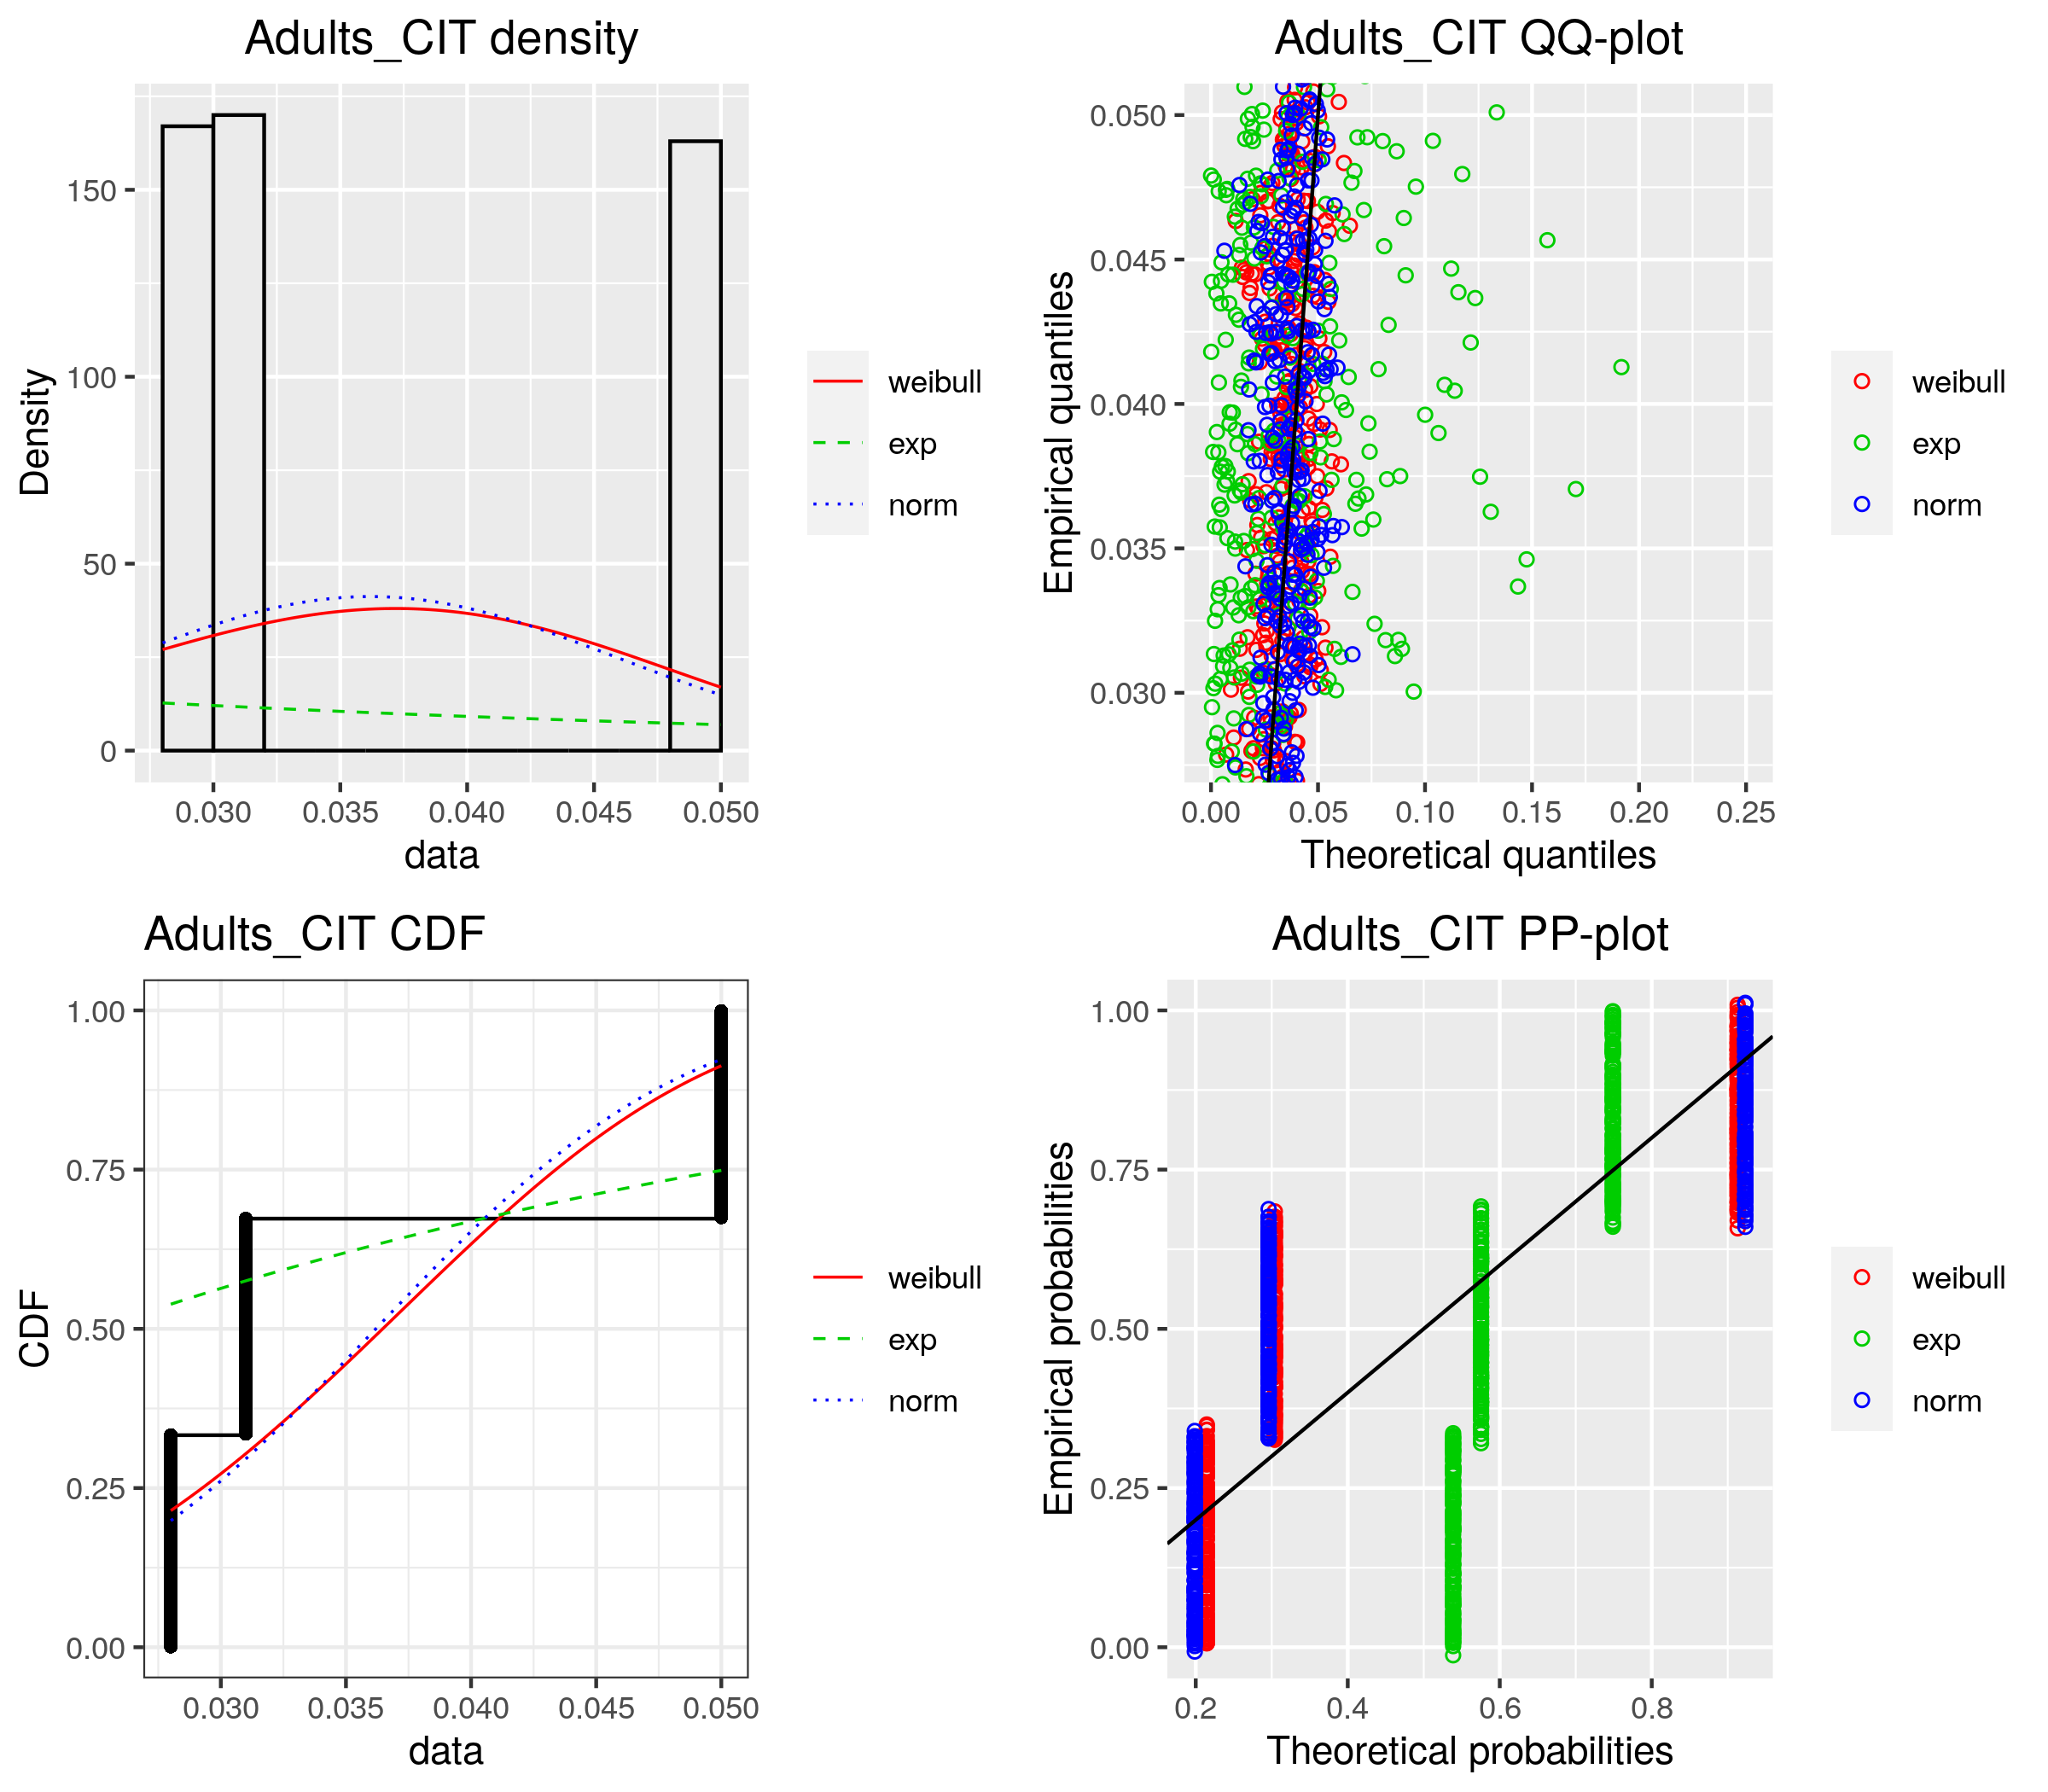 Adults_CIT density
Density
150
100
50
0
0.030 0.035 0.040 0.045 0.050
data
weibull
exp
norm
Adults_CIT QQ-plot
Empirical quantiles
0.050
0.045
0.040
0.035
0.030
0.00 0.05 0.10 0.15 0.20 0.25
Theoretical quantiles
weibull
exp
norm
Adults_CIT CDF
CDF
1.00
0.75
0.50
0.25
0.00
0.030 0.035 0.040 0.045 0.050
data
weibull
exp
norm
Adults_CIT PP-plot
Empirical probabilities
1.00
0.75
0.50
0.25
0.00
0.2 0.4 0.6 0.8
Theoretical probabilities
weibull
exp
norm